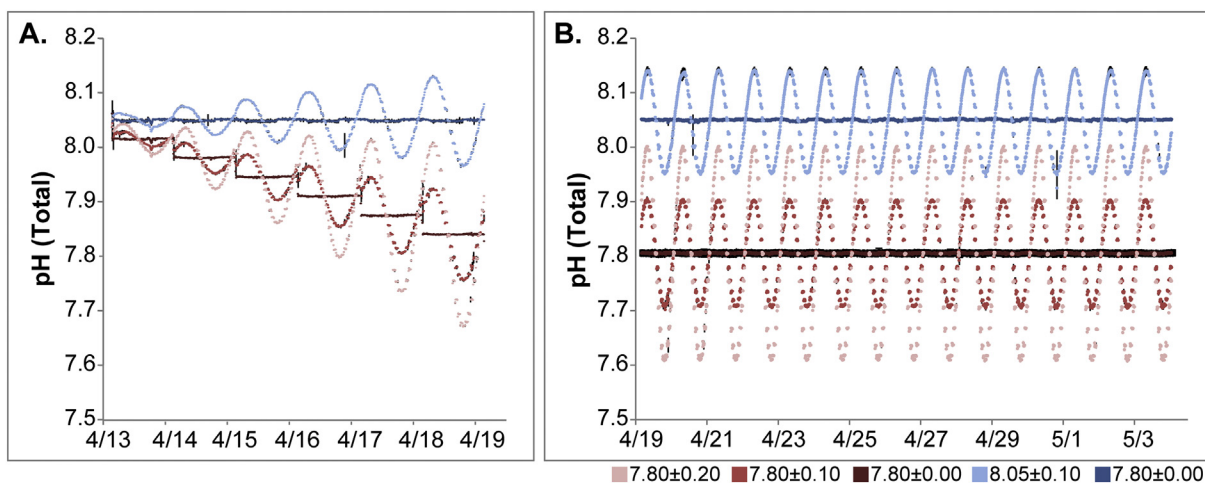 A.
pH (Total)
8.2
8.1
8.0
7.9
7.8
7.7
7.6
7.5
4/13 4/14 4/15 4/16 4/17 4/18 4/19
B.
pH (Total)
8.2
8.1
8.0
7.9
7.8
7.7
7.6
7.5
4/19 4/21 4/23 4/25 4/27 4/29 5/1 5/3
7.80±0.20 7.80±0.10 7.80±0.00 8.05±0.10 7.80±0.00